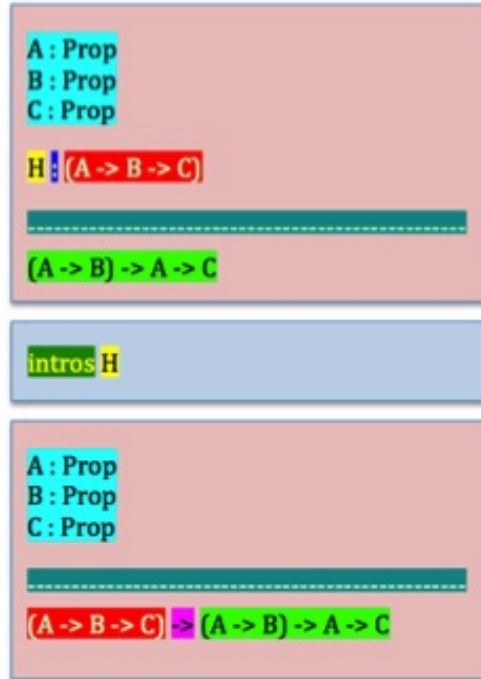 A : Prop
B : Prop
C : Prop
H : (A -> B -> C)
--------------------------------------------------
(A -> B) -> A -> C
intros H
A : Prop
B : Prop
C : Prop
--------------------------------------------------
(A -> B -> C) -> (A -> B) -> A -> C